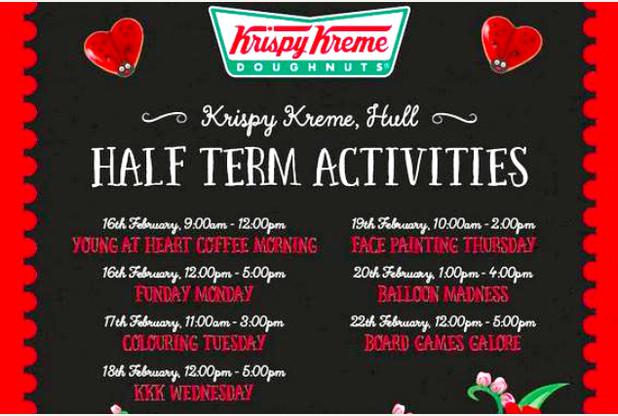 Krispy Kreme
DOUGHNUTS®
Krispy Kreme, Hull
HALF TERM ACTIVITIES
16th February, 9:00am - 12:00pm
YOUNG AT HEART COFFEE MORNING
16th February, 12:00pm - 5:00pm
FUNDAY MONDAY
17th February, 11:00am - 3:00pm
COLOURING TUESDAY
18th February, 12:00pm - 5:00pm
KKK WEDNESDAY
19th February, 10:00am - 2:00pm
FACE PAINTING THURSDAY
20th February, 1:00pm - 4:00pm
BALLOON MADNESS
22th February, 12:00pm - 5:00pm
BOARD GAMES GALORE